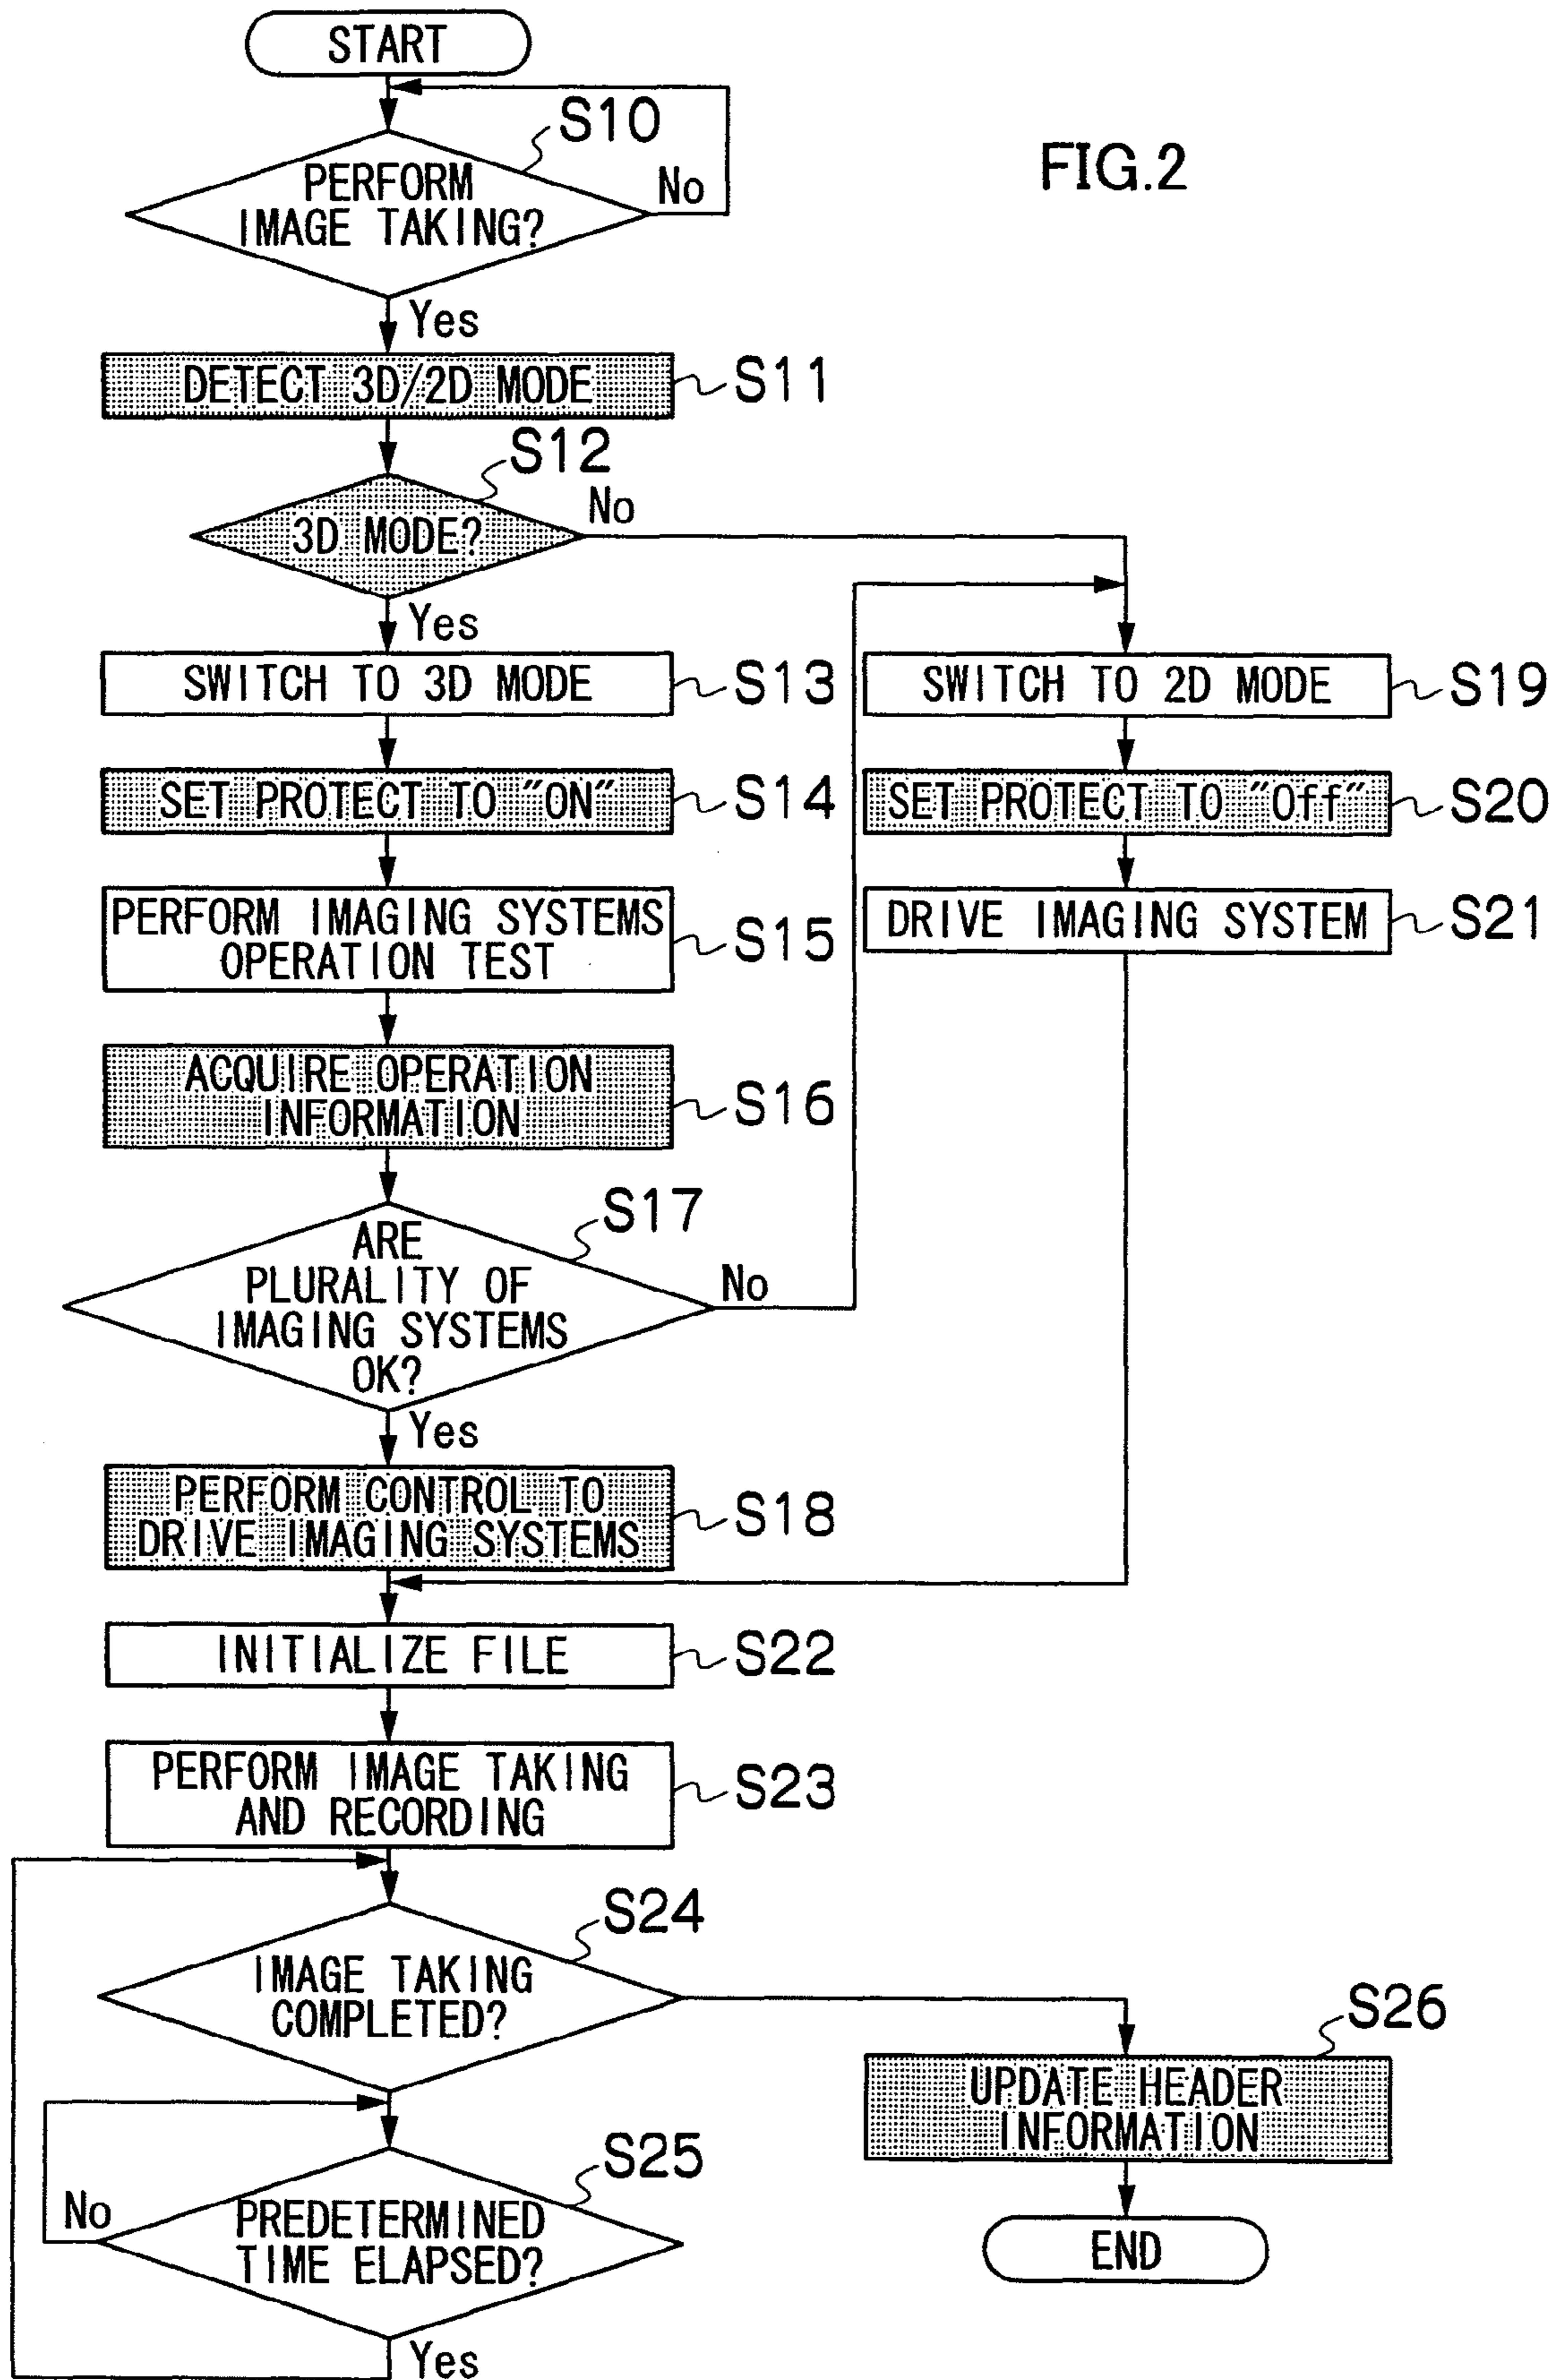 START
FIG.2
S10
PERFORM
IMAGE TAKING?
No
Yes
DETECT 3D/2D MODE
S11
S12
3D MODE?
No
Yes
SWITCH TO 3D MODE
S13
SWITCH TO 2D MODE
S19
SET PROTECT TO "ON"
S14
SET PROTECT TO "Off"
S20
PERFORM IMAGING SYSTEMS
OPERATION TEST
S15
DRIVE IMAGING SYSTEM
S21
ACQUIRE OPERATION
INFORMATION
S16
S17
ARE
PLURALITY OF
IMAGING SYSTEMS
OK?
No
Yes
PERFORM CONTROL TO
DRIVE IMAGING SYSTEMS
S18
INITIALIZE FILE
S22
PERFORM IMAGE TAKING
AND RECORDING
S23
S24
IMAGE TAKING
COMPLETED?
S26
UPDATE HEADER
INFORMATION
S25
No
PREDETERMINED
TIME ELAPSED?
END
Yes